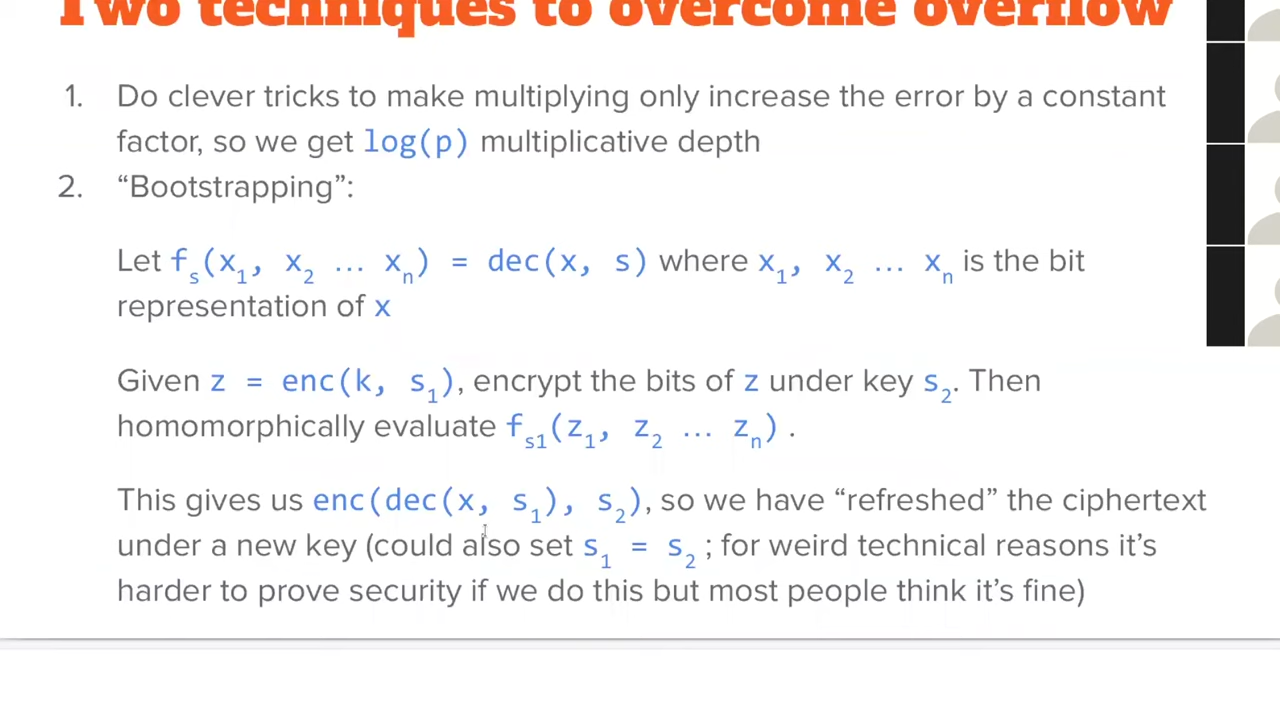 Two techniques to overcome overflow
1. Do clever tricks to make multiplying only increase the error by a constant
factor, so we get log(p) multiplicative depth
2. “Bootstrapping”:
Let fₛ(x₁, x₂ … xₙ) = dec(x, s) where x₁, x₂ … xₙ is the bit
representation of x
Given z = enc(k, s₁), encrypt the bits of z under key s₂. Then
homomorphically evaluate fₛ₁(z₁, z₂ … zₙ) .
This gives us enc(dec(x, s₁), s₂), so we have “refreshed” the ciphertext
under a new key (could also set s₁ = s₂ ; for weird technical reasons it’s
harder to prove security if we do this but most people think it’s fine)